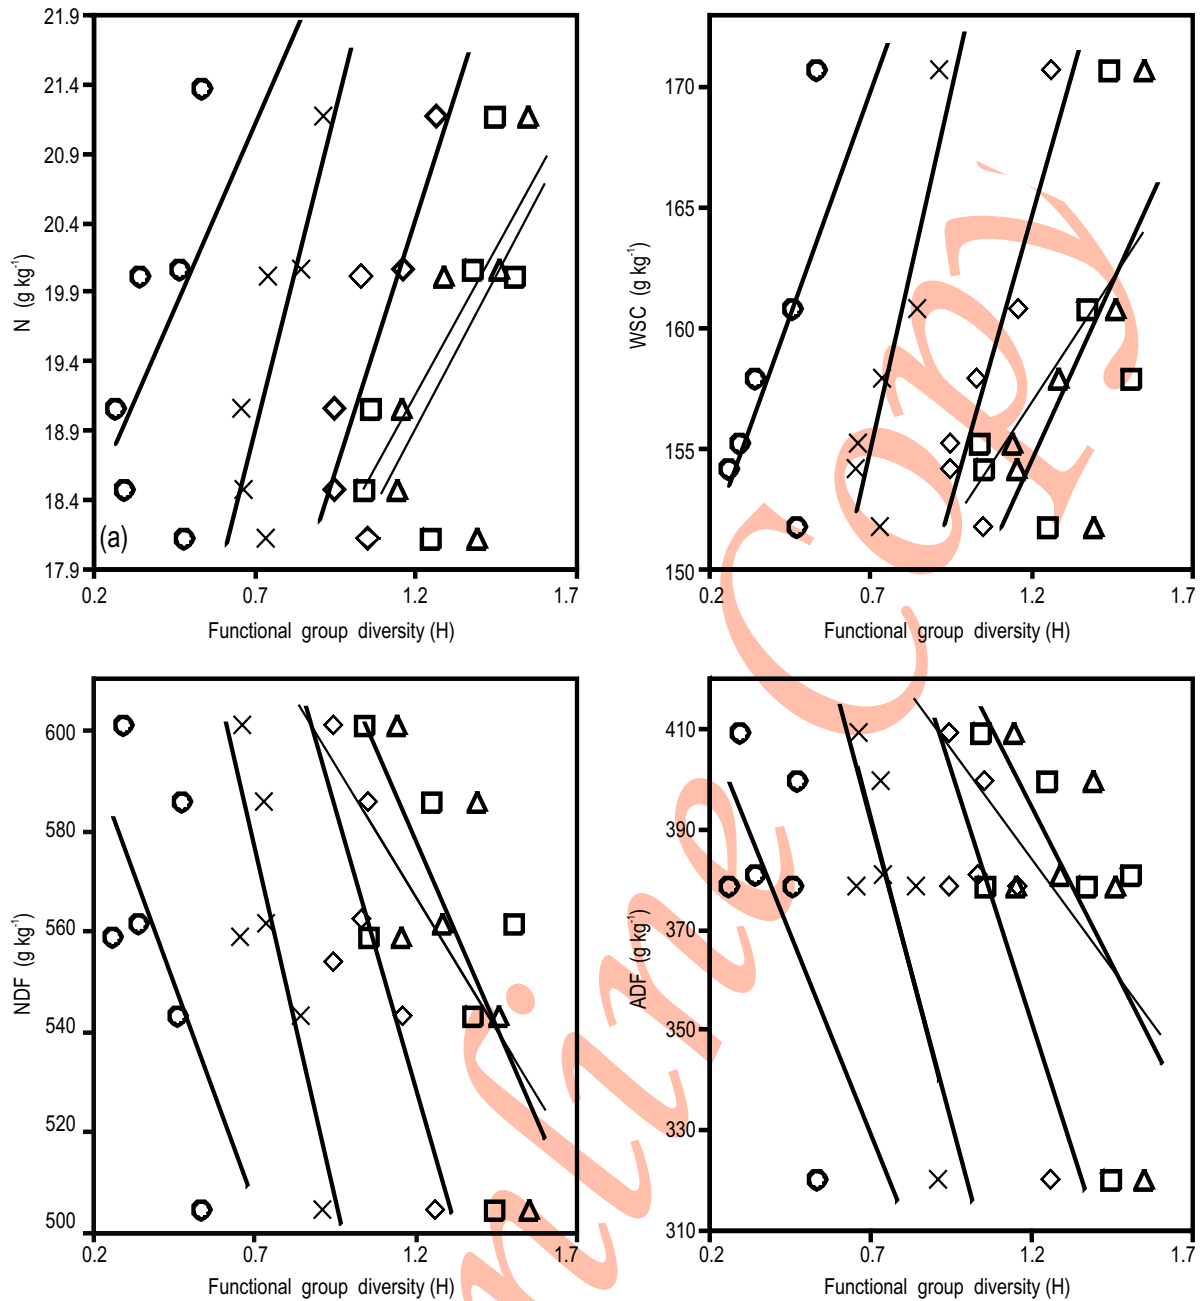 21.9
21.4
20.9
20.4
19.9
19.4
18.9
18.4
17.9
N (g kg-1)
(a)
0.2 0.7 1.2 1.7
Functional group diversity (H)
170
165
160
155
150
WSC (g kg-1)
0.2 0.7 1.2 1.7
Functional group diversity (H)
600
580
560
540
520
500
NDF (g kg-1)
0.2 0.7 1.2 1.7
Functional group diversity (H)
410
390
370
350
330
310
ADF (g kg-1)
0.2 0.7 1.2 1.7
Functional group diversity (H)
nline Copy